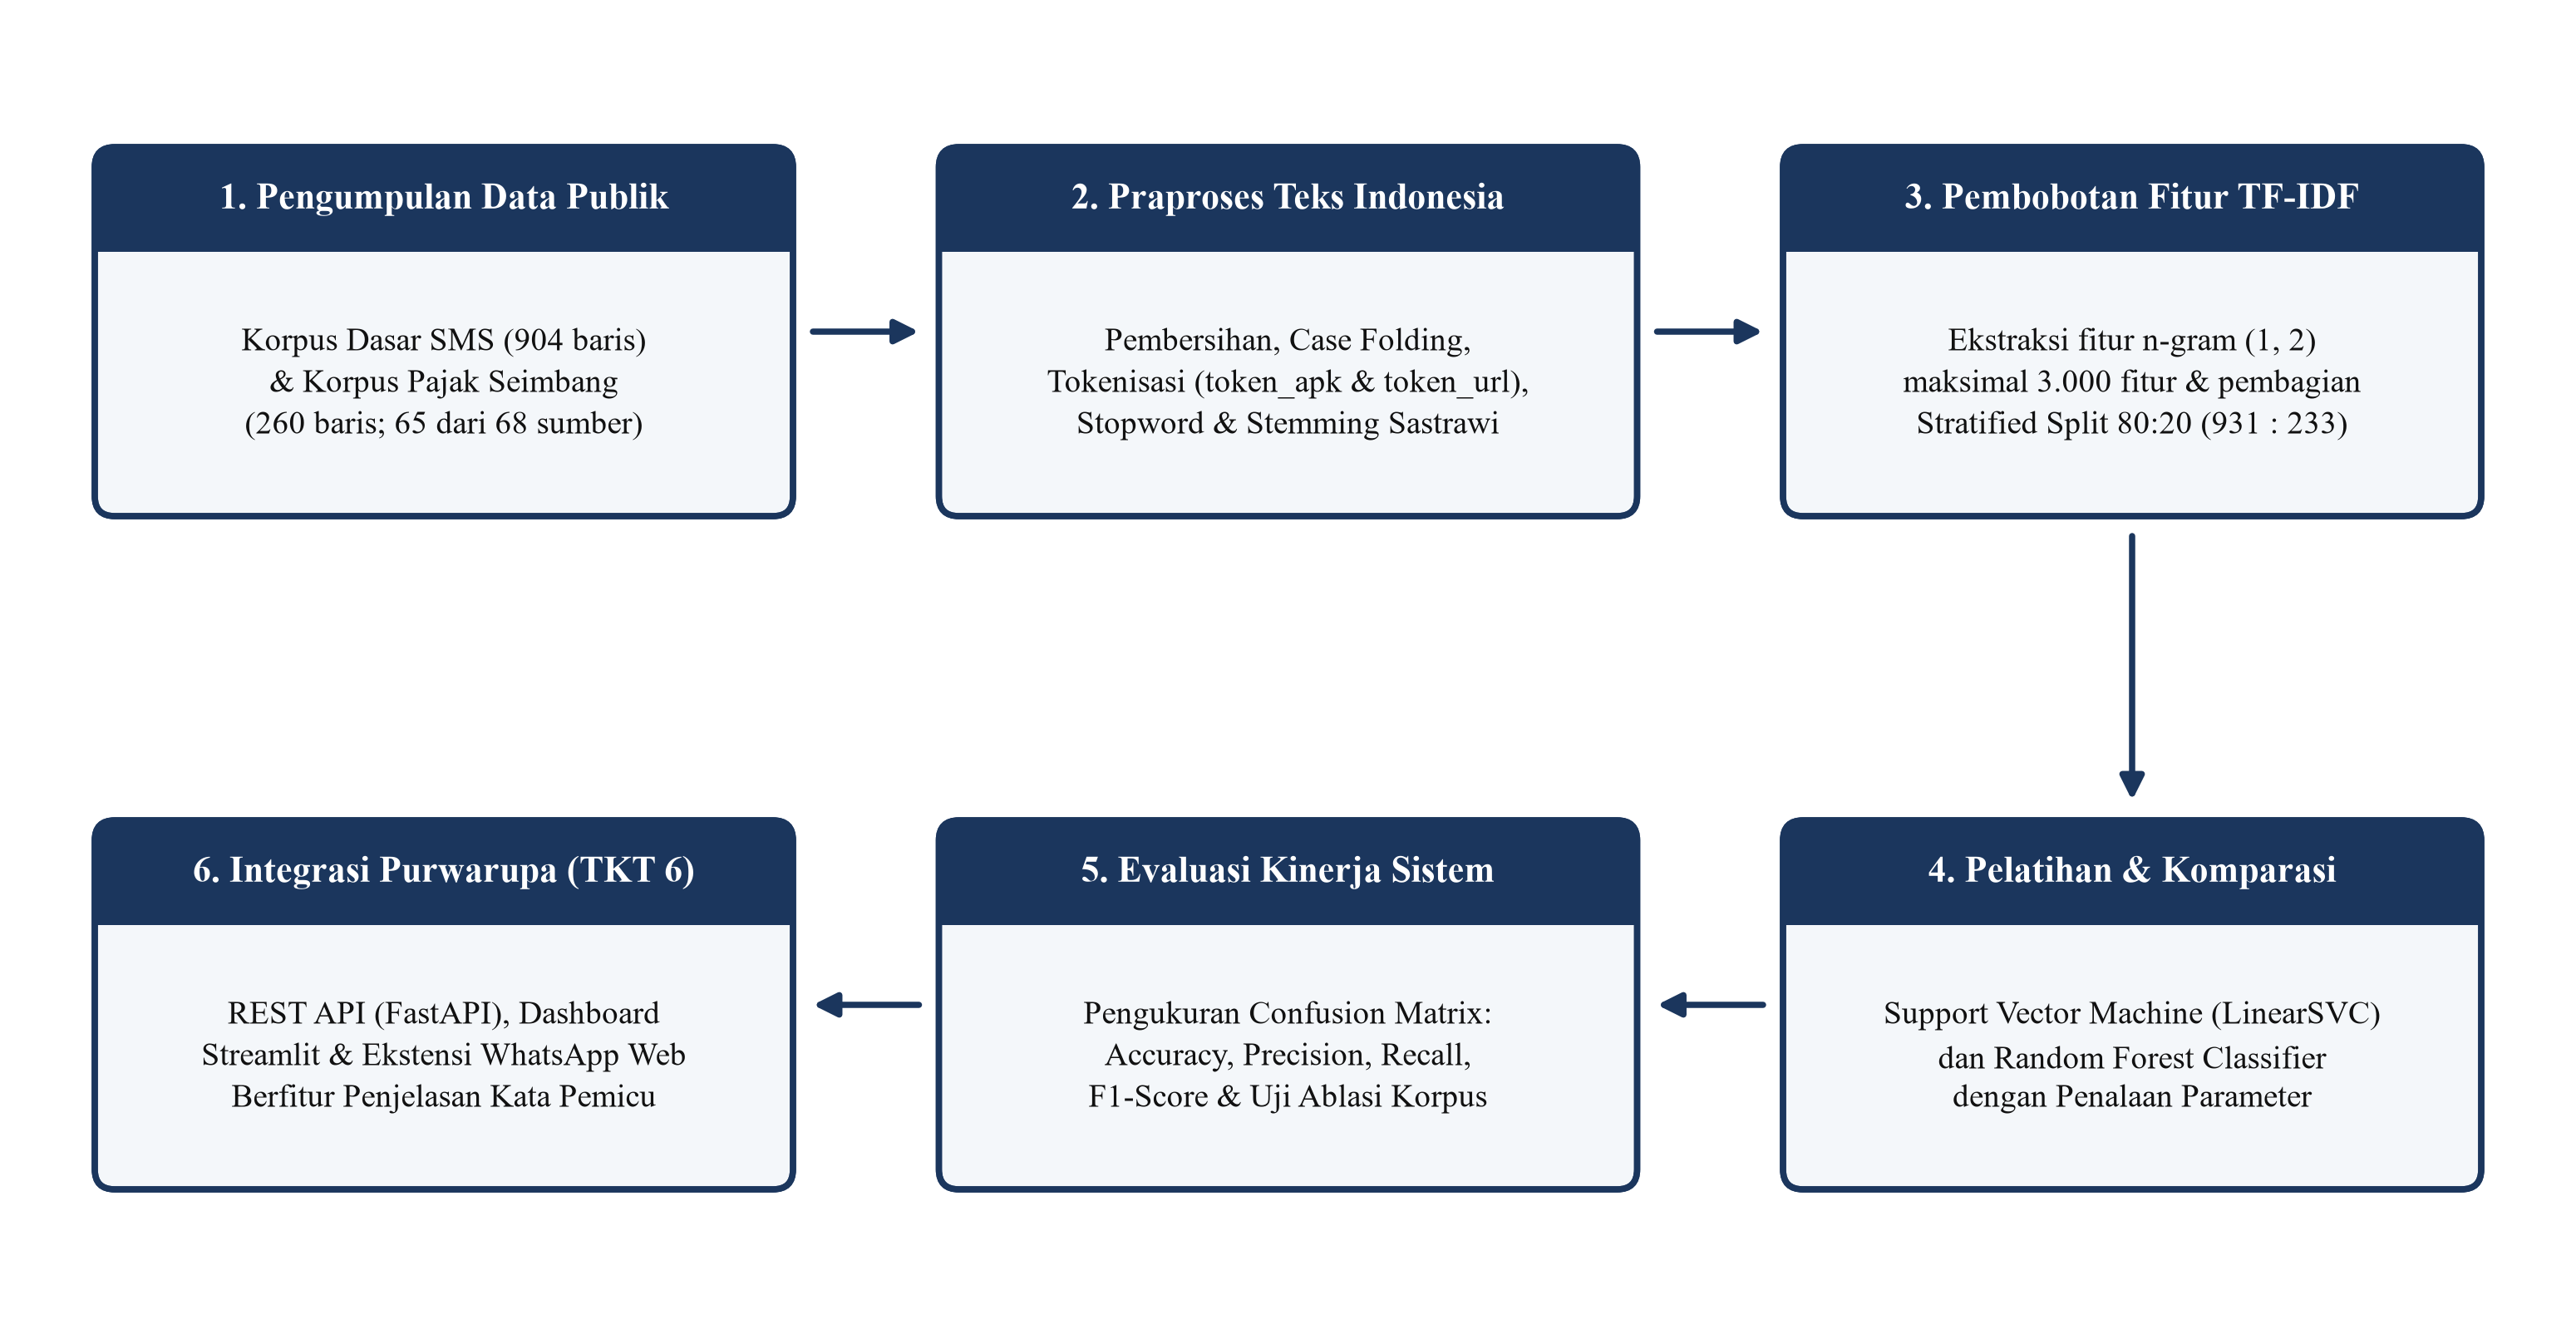 1. Pengumpulan Data Publik
Korpus Dasar SMS (904 baris)
& Korpus Pajak Seimbang
(260 baris; 65 dari 68 sumber)
2. Praproses Teks Indonesia
Pembersihan, Case Folding,
Tokenisasi (token_apk & token_url),
Stopword & Stemming Sastrawi
3. Pembobotan Fitur TF-IDF
Ekstraksi fitur n-gram (1, 2)
maksimal 3.000 fitur & pembagian
Stratified Split 80:20 (931 : 233)
4. Pelatihan & Komparasi
Support Vector Machine (LinearSVC)
dan Random Forest Classifier
dengan Penalaan Parameter
5. Evaluasi Kinerja Sistem
Pengukuran Confusion Matrix:
Accuracy, Precision, Recall,
F1-Score & Uji Ablasi Korpus
6. Integrasi Purwarupa (TKT 6)
REST API (FastAPI), Dashboard
Streamlit & Ekstensi WhatsApp Web
Berfitur Penjelasan Kata Pemicu